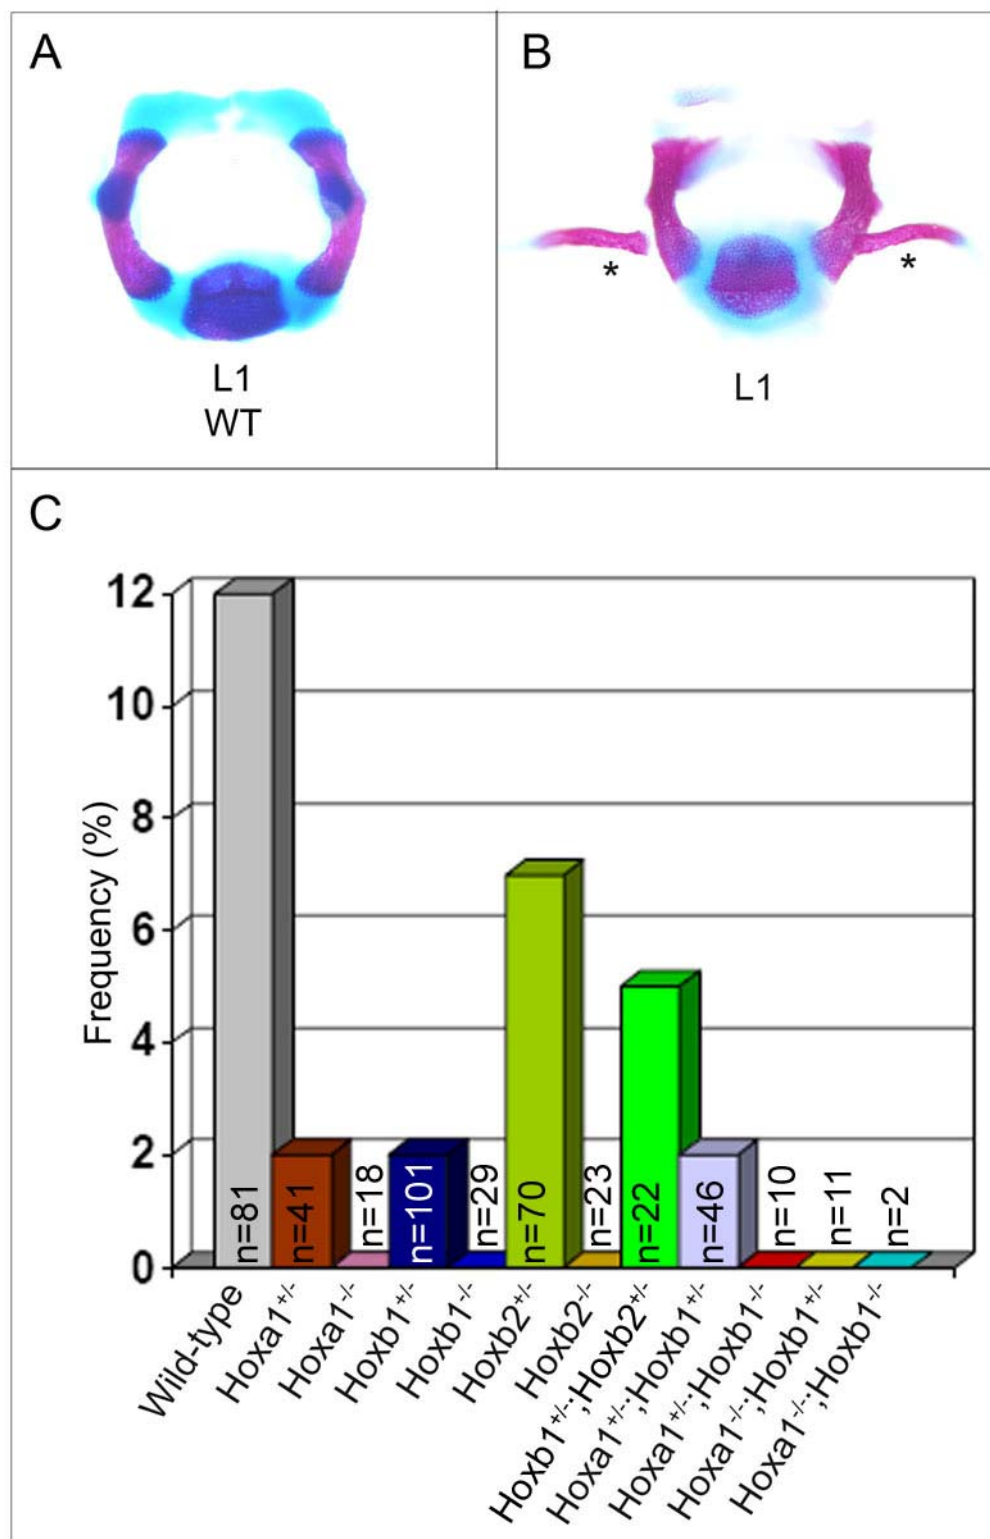 A
B
L1
WT
*
*
L1
C
Frequency (%)
12
10
8
6
4
2
0
n=81
n=41
n=18
n=101
n=29
n=70
n=23
n=22
n=46
n=10
n=11
n=2
Wild-type
Hoxa1+/-
Hoxa1-/-
Hoxb1+/-
Hoxb1-/-
Hoxb2+/-
Hoxb2-/-
Hoxb1+/-;Hoxb2+/-
Hoxa1+/-;Hoxb1+/-
Hoxa1+/-;Hoxb1-/-
Hoxa1-/-;Hoxb1+/-
Hoxa1-/-;Hoxb1-/-